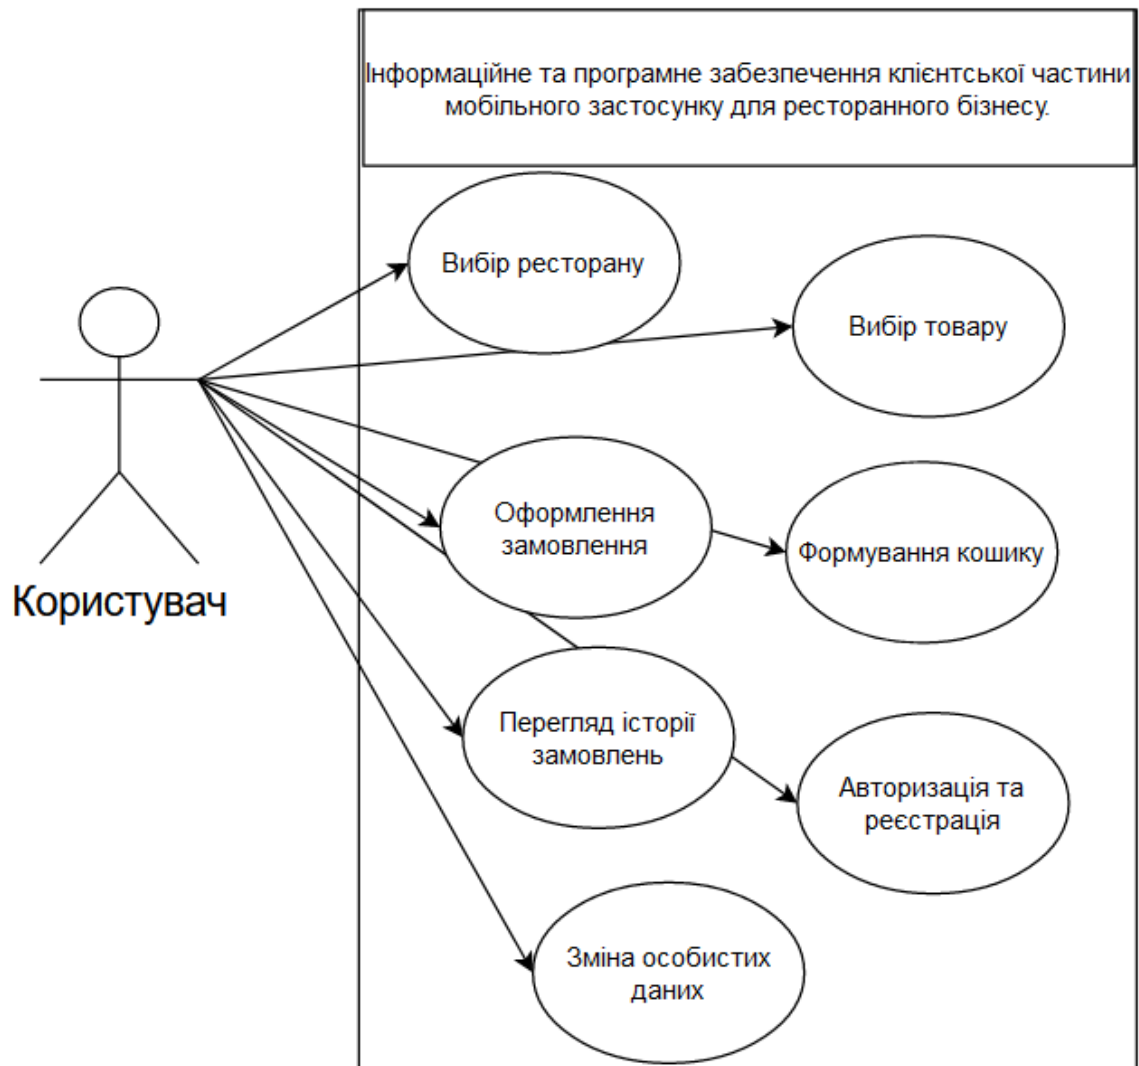 Інформаційне та програмне забезпечення клієнтської частини
мобільного застосунку для ресторанного бізнесу.
Вибір ресторану
Вибір товару
Оформлення
замовлення
Формування кошику
Користувач
Перегляд історії
замовлень
Авторизація та
реєстрація
Зміна особистих
даних